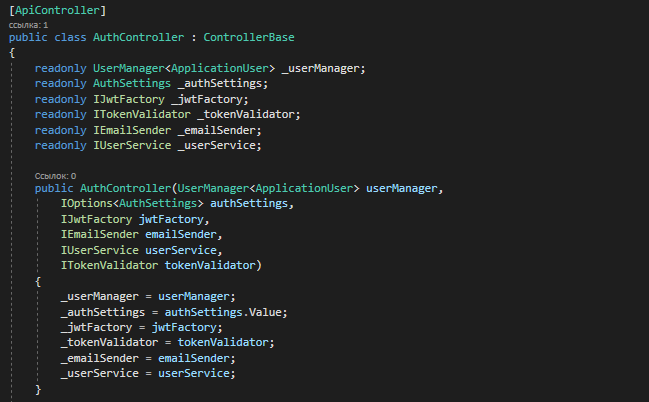 [ApiController]
ссылка: 1
public class AuthController : ControllerBase
{
readonly UserManager<ApplicationUser> _userManager;
readonly AuthSettings _authSettings;
readonly IJwtFactory _jwtFactory;
readonly ITokenValidator _tokenValidator;
readonly IEmailSender _emailSender;
readonly IUserService _userService;
Ссылок: 0
public AuthController(UserManager<ApplicationUser> userManager,
IOptions<AuthSettings> authSettings,
IJwtFactory jwtFactory,
IEmailSender emailSender,
IUserService userService,
ITokenValidator tokenValidator)
{
_userManager = userManager;
_authSettings = authSettings.Value;
_jwtFactory = jwtFactory;
_tokenValidator = tokenValidator;
_emailSender = emailSender;
_userService = userService;
}